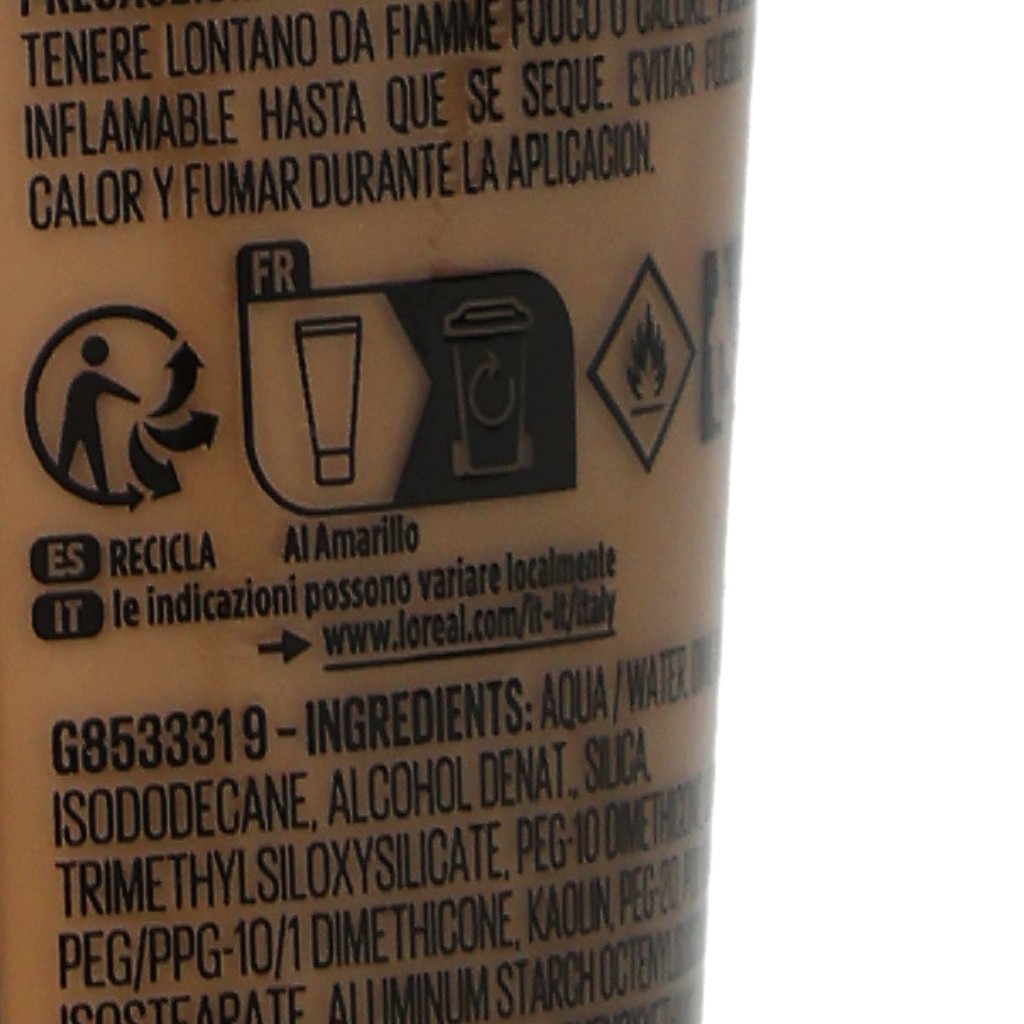 TENERE LONTANO DA FIAMME FUOCO O CALORE
INFLAMABLE HASTA QUE SE SEQUE. EVITAR
CALOR Y FUMAR DURANTE LA APLICACION.
FR
ES RECICLA Al Amarillo
IT le indicazioni possono variare localmente
www.loreal.com/it-it/italy
G8533319 - INGREDIENTS: AQUA / WATER,
ISODODECANE, ALCOHOL DENAT., SILICA,
TRIMETHYLSILOXYSILICATE, PEG-10
PEG/PPG-10/1 DIMETHICONE, KAOLIN,
ISOSTEARATE, ALUMINUM STARCH